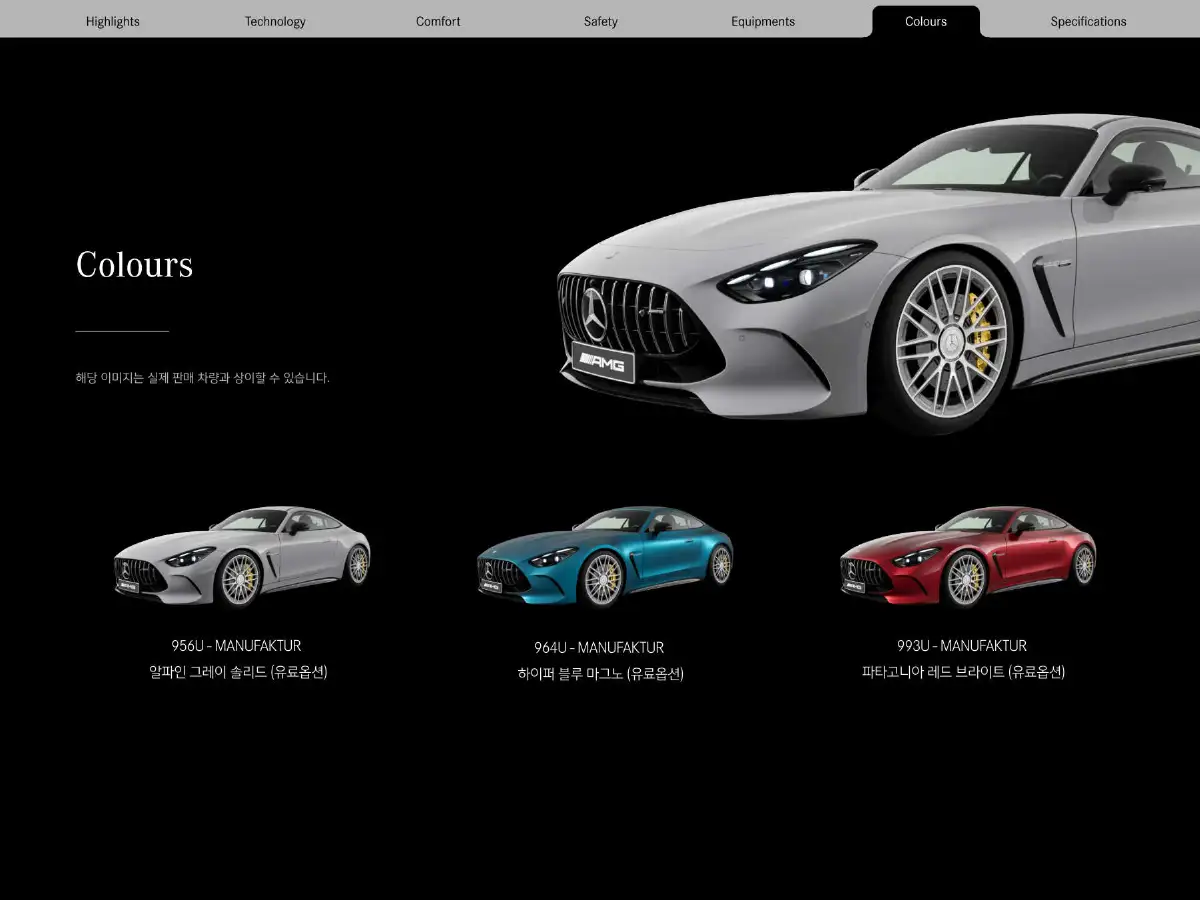 Highlights
Technology
Comfort
Safety
Equipments
Colours
Specifications
Colours
해당 이미지는 실제 판매 차량과 상이할 수 있습니다.
AMG
956U - MANUFAKTUR
알파인 그레이 솔리드 (유료옵션)
964U - MANUFAKTUR
하이퍼 블루 마그노 (유료옵션)
993U - MANUFAKTUR
파타고니아 레드 브라이트 (유료옵션)